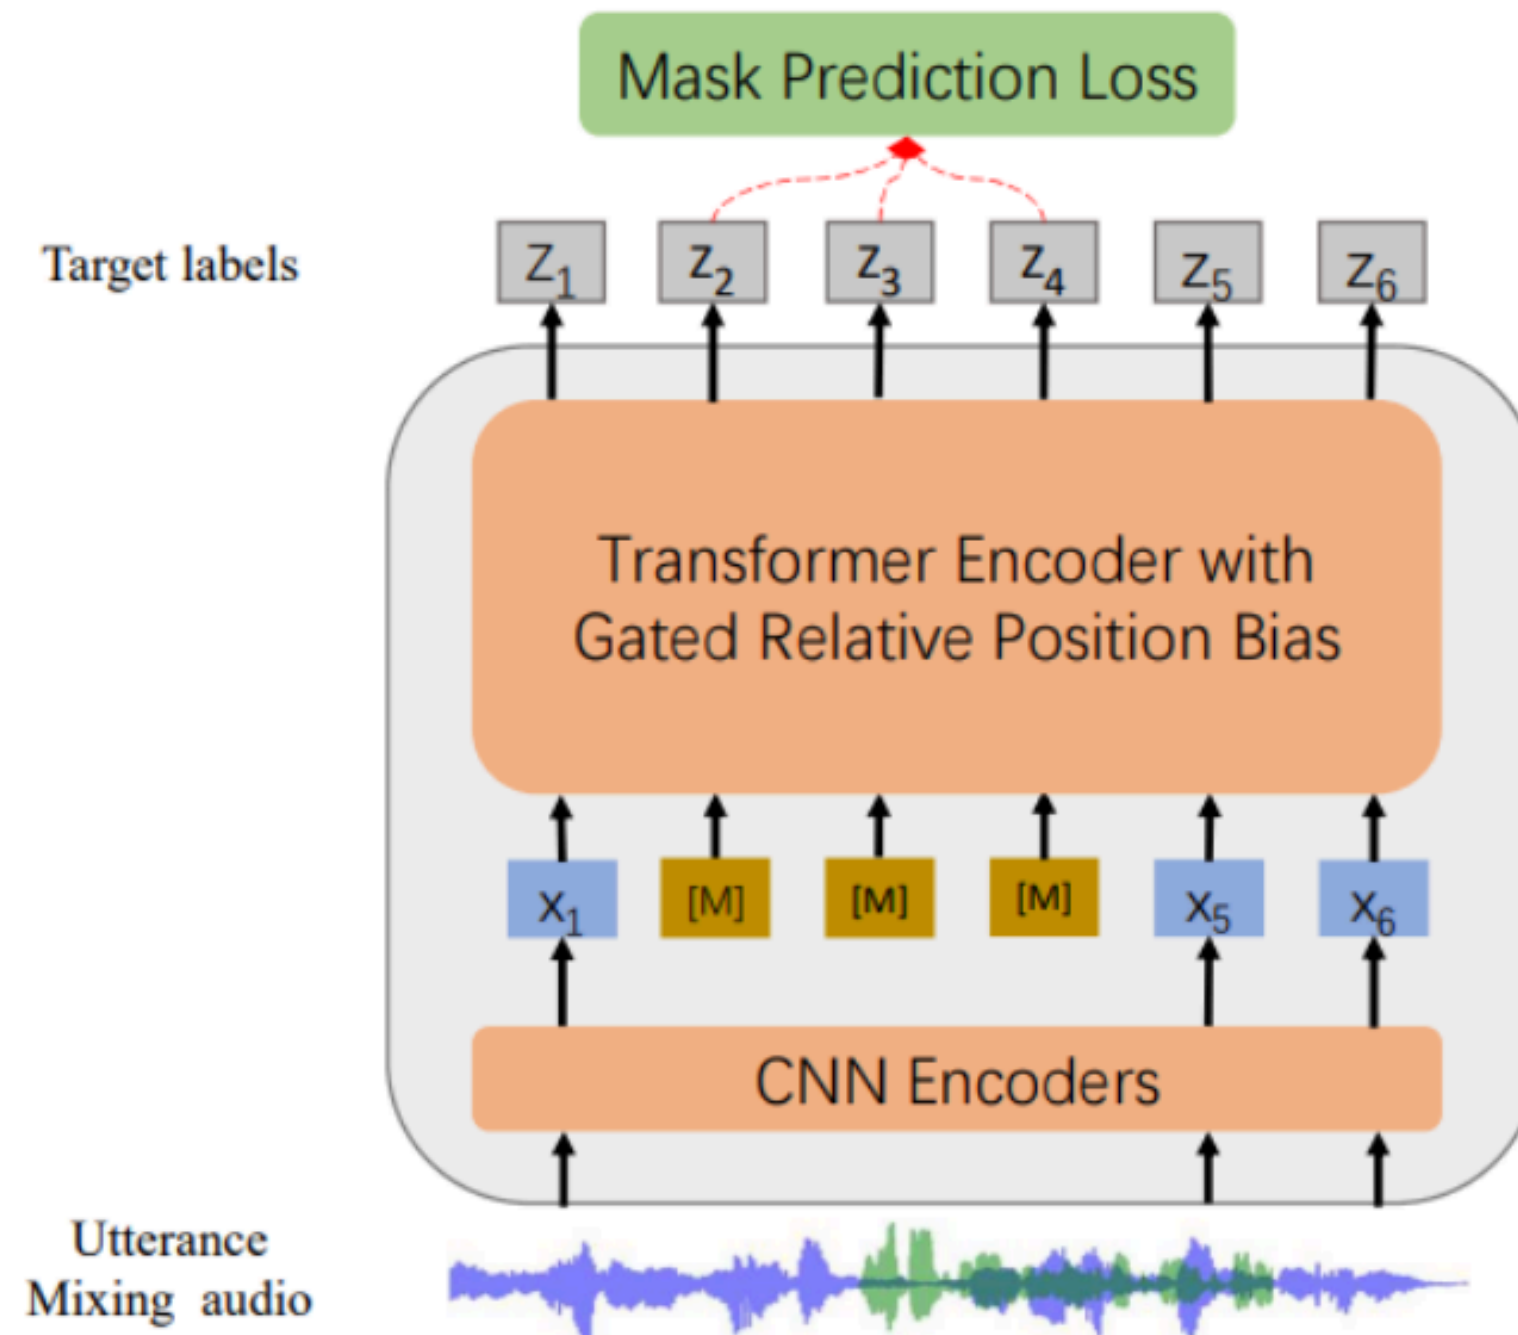 Mask Prediction Loss
Target labels
Z1 Z2 Z3 Z4 Z5 Z6
Transformer Encoder with
Gated Relative Position Bias
X1 [M] [M] [M] X5 X6
CNN Encoders
Utterance
Mixing audio